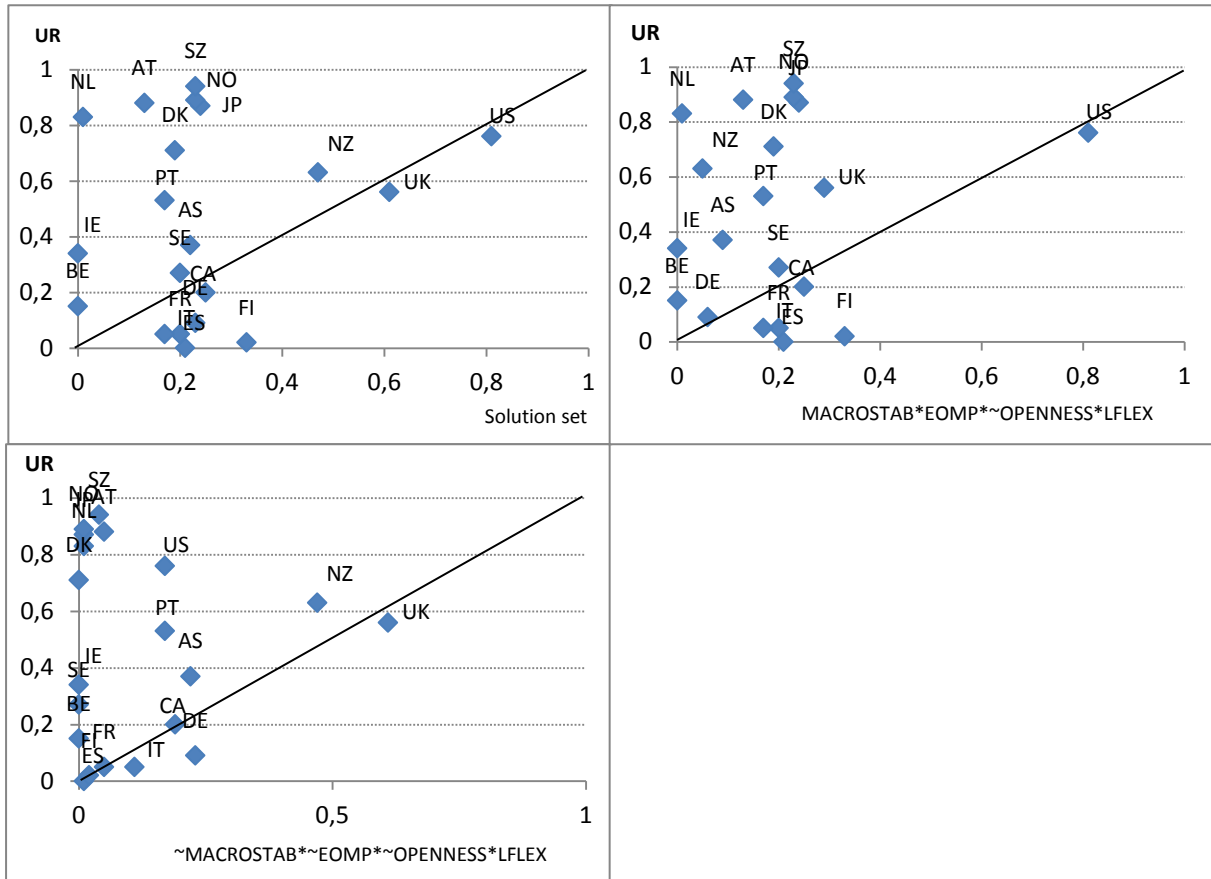 UR
SZ
AT
NO
NL
JP
DK
US
NZ
PT
UK
AS
IE
SE
BE
CA
DE
FR
FI
IT
ES
1
0,8
0,6
0,4
0,2
0
0
0,2
0,4
0,6
0,8
1
Solution set
UR
SZ
NO
AT
JP
NL
DK
US
NZ
PT
UK
AS
IE
SE
BE
CA
DE
FR
FI
IT
ES
1
0,8
0,6
0,4
0,2
0
0
0,2
0,4
0,6
0,8
1
MACROSTAB*EOMP*~OPENNESS*LFLEX
UR
SZ
NO
JP
AT
NL
DK
US
NZ
PT
UK
AS
IE
SE
BE
CA
DE
FR
FI
IT
ES
1
0,8
0,6
0,4
0,2
0
0
0,5
1
~MACROSTAB*~EOMP*~OPENNESS*LFLEX